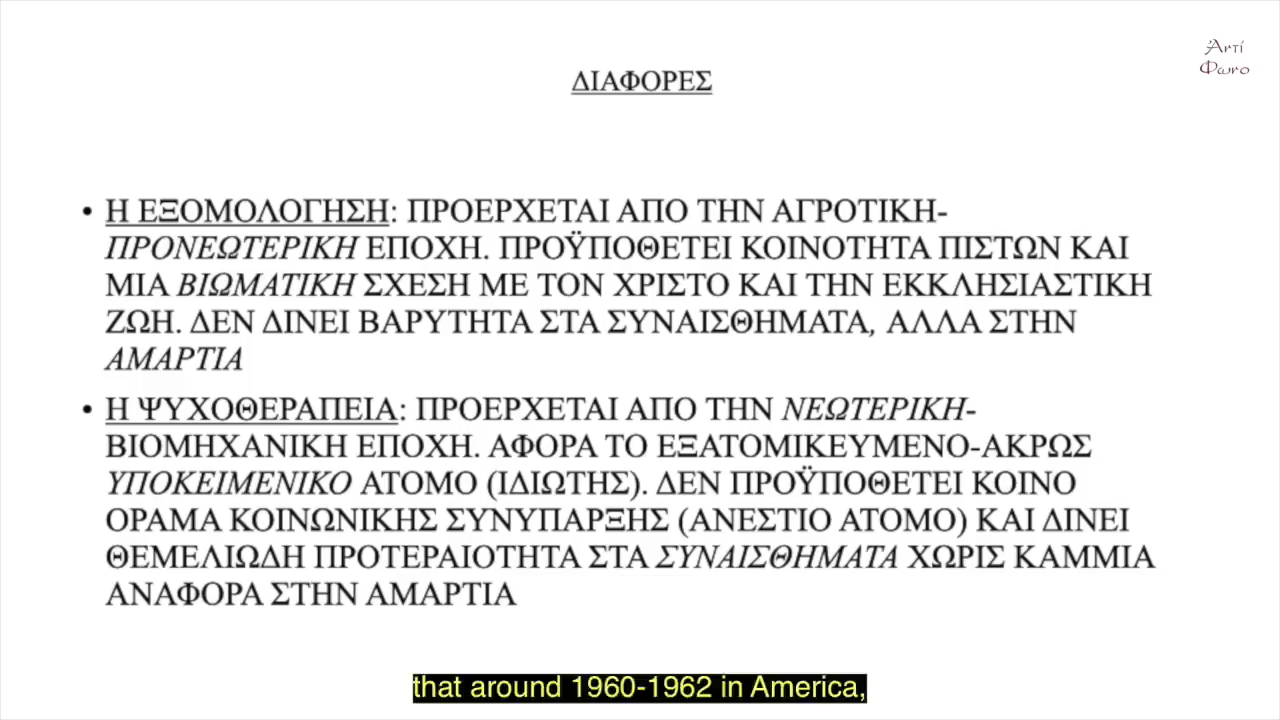 Ἀντί
Φωνο
ΔΙΑΦΟΡΕΣ
• Η ΕΞΟΜΟΛΟΓΗΣΗ: ΠΡΟΕΡΧΕΤΑΙ ΑΠΟ ΤΗΝ ΑΓΡΟΤΙΚΗ-
ΠΡΟΝΕΩΤΕΡΙΚΗ ΕΠΟΧΗ. ΠΡΟΫΠΟΘΕΤΕΙ ΚΟΙΝΟΤΗΤΑ ΠΙΣΤΩΝ ΚΑΙ
ΜΙΑ ΒΙΩΜΑΤΙΚΗ ΣΧΕΣΗ ΜΕ ΤΟΝ ΧΡΙΣΤΟ ΚΑΙ ΤΗΝ ΕΚΚΛΗΣΙΑΣΤΙΚΗ
ΖΩΗ. ΔΕΝ ΔΙΝΕΙ ΒΑΡΥΤΗΤΑ ΣΤΑ ΣΥΝΑΙΣΘΗΜΑΤΑ, ΑΛΛΑ ΣΤΗΝ
ΑΜΑΡΤΙΑ
• Η ΨΥΧΟΘΕΡΑΠΕΙΑ: ΠΡΟΕΡΧΕΤΑΙ ΑΠΟ ΤΗΝ ΝΕΩΤΕΡΙΚΗ-
ΒΙΟΜΗΧΑΝΙΚΗ ΕΠΟΧΗ. ΑΦΟΡΑ ΤΟ ΕΞΑΤΟΜΙΚΕΥΜΕΝΟ-ΑΚΡΩΣ
ΥΠΟΚΕΙΜΕΝΙΚΟ ΑΤΟΜΟ (ΙΔΙΩΤΗΣ). ΔΕΝ ΠΡΟΫΠΟΘΕΤΕΙ ΚΟΙΝΟ
ΟΡΑΜΑ ΚΟΙΝΩΝΙΚΗΣ ΣΥΝΥΠΑΡΞΗΣ (ΑΝΕΣΤΙΟ ΑΤΟΜΟ) ΚΑΙ ΔΙΝΕΙ
ΘΕΜΕΛΙΩΔΗ ΠΡΟΤΕΡΑΙΟΤΗΤΑ ΣΤΑ ΣΥΝΑΙΣΘΗΜΑΤΑ ΧΩΡΙΣ ΚΑΜΜΙΑ
ΑΝΑΦΟΡΑ ΣΤΗΝ ΑΜΑΡΤΙΑ
that around 1960-1962 in America,